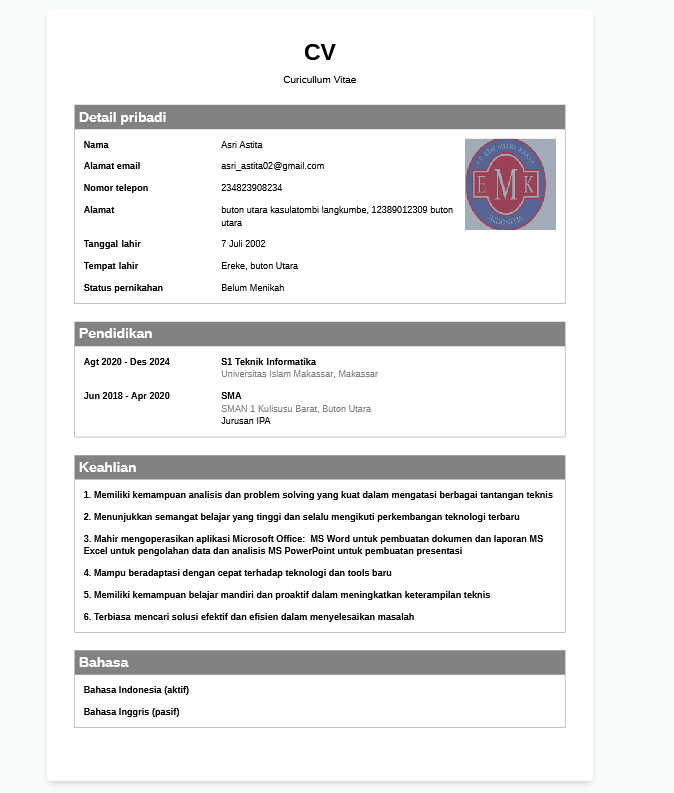 CV
Curicullum Vitae
Detail pribadi
Nama Asri Astita
Alamat email asri_astita02@gmail.com
Nomor telepon 234823908234
Alamat buton utara kasulatombi langkumbe, 12389012309 buton
utara
Tanggal lahir 7 Juli 2002
Tempat lahir Ereke, buton Utara
Status pernikahan Belum Menikah
EMK
INDONESIA
Pendidikan
Agt 2020 - Des 2024 S1 Teknik Informatika
Universitas Islam Makassar, Makassar
Jun 2018 - Apr 2020 SMA
SMAN 1 Kulisusu Barat, Buton Utara
Jurusan IPA
Keahlian
1. Memiliki kemampuan analisis dan problem solving yang kuat dalam mengatasi berbagai tantangan teknis
2. Menunjukkan semangat belajar yang tinggi dan selalu mengikuti perkembangan teknologi terbaru
3. Mahir mengoperasikan aplikasi Microsoft Office:  MS Word untuk pembuatan dokumen dan laporan MS
Excel untuk pengolahan data dan analisis MS PowerPoint untuk pembuatan presentasi
4. Mampu beradaptasi dengan cepat terhadap teknologi dan tools baru
5. Memiliki kemampuan belajar mandiri dan proaktif dalam meningkatkan keterampilan teknis
6. Terbiasa mencari solusi efektif dan efisien dalam menyelesaikan masalah
Bahasa
Bahasa Indonesia (aktif)
Bahasa Inggris (pasif)